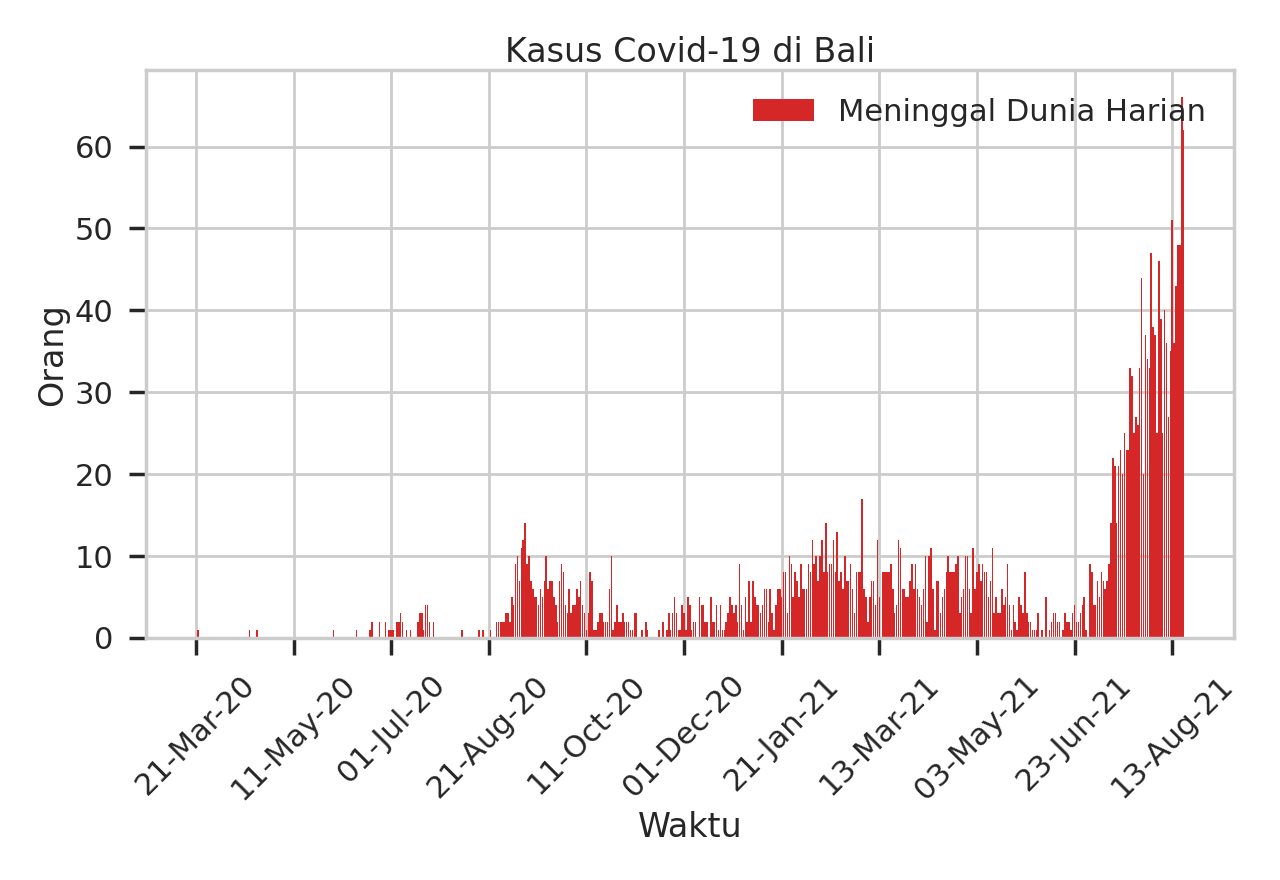 Kasus Covid-19 di Bali
Meninggal Dunia Harian
Orang
60
50
40
30
20
10
0
21-Mar-20
11-May-20
01-Jul-20
21-Aug-20
11-Oct-20
01-Dec-20
21-Jan-21
13-Mar-21
03-May-21
23-Jun-21
13-Aug-21
Waktu